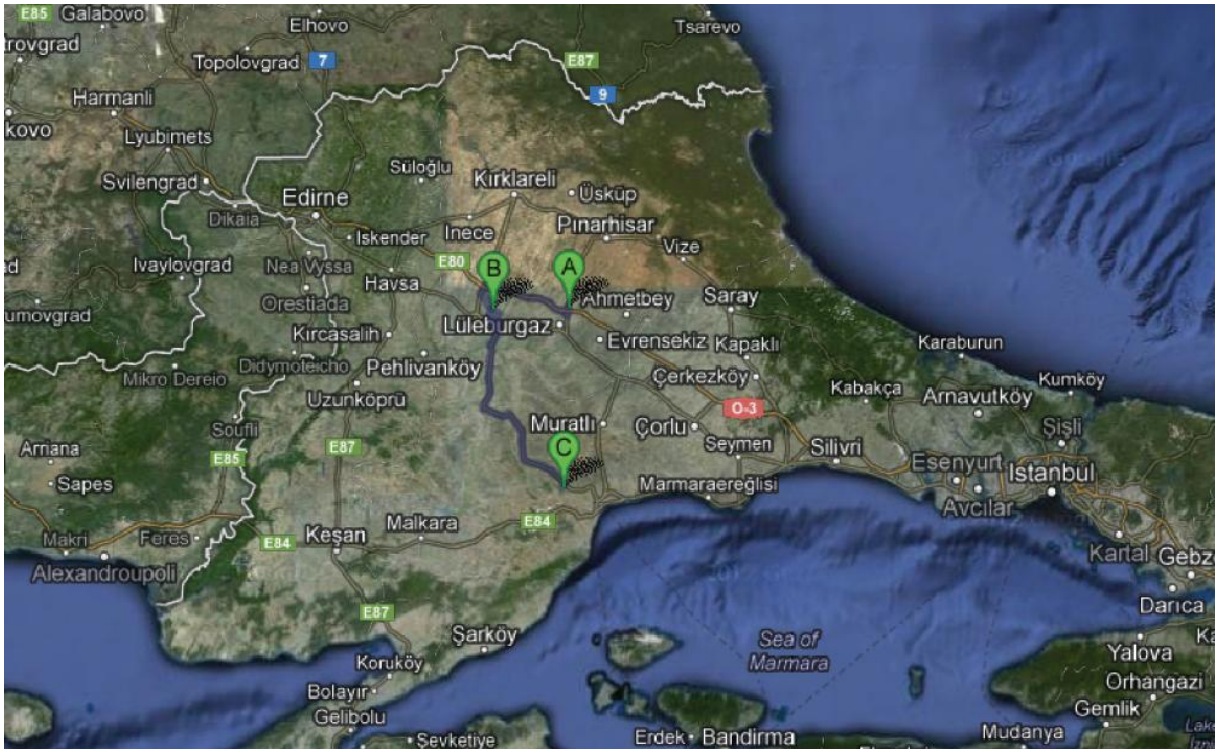 E85
Galabovo
Elhovo
Tsarevo
trovgrad
Topolovgrad
7
E87
9
Harmanli
kovo
Lyubimets
Süloğlu
Kırklareli
Svilengrad
Üsküp
Edirne
Dikaia
Pınarhisar
Iskender
İnece
Vize
Nea Vyssa
E80
B
A
Ivaylovgrad
Havsa
Orestiada
Ahmetbey
Saray
umovgrad
Lüleburgaz
Kırcasalih
Evrensekiz
Kapaklı
Karaburun
Didymoteicho
Pehlivanköy
Mikro Dereio
Çerkezköy
Kabakça
Kumköy
Uzunköprü
O-3
Arnavutköy
Soufli
Muratlı
Çorlu
Şişli
Arriana
E87
Seymen
Silivri
E85
C
Esenyurt
Istanbul
Sapes
Marmaraereğlisi
Avcılar
Makri
Feres
Malkara
E84
E84
Keşan
Kartal
Gebz
Alexandroupoli
Darıca
E87
Şarköy
Sea of
Marmara
Koruköy
Yalova
Bolayır
Orhangazi
Gelibolu
Gemlik
Şevketiye
Erdek
Bandirma
Mudanya